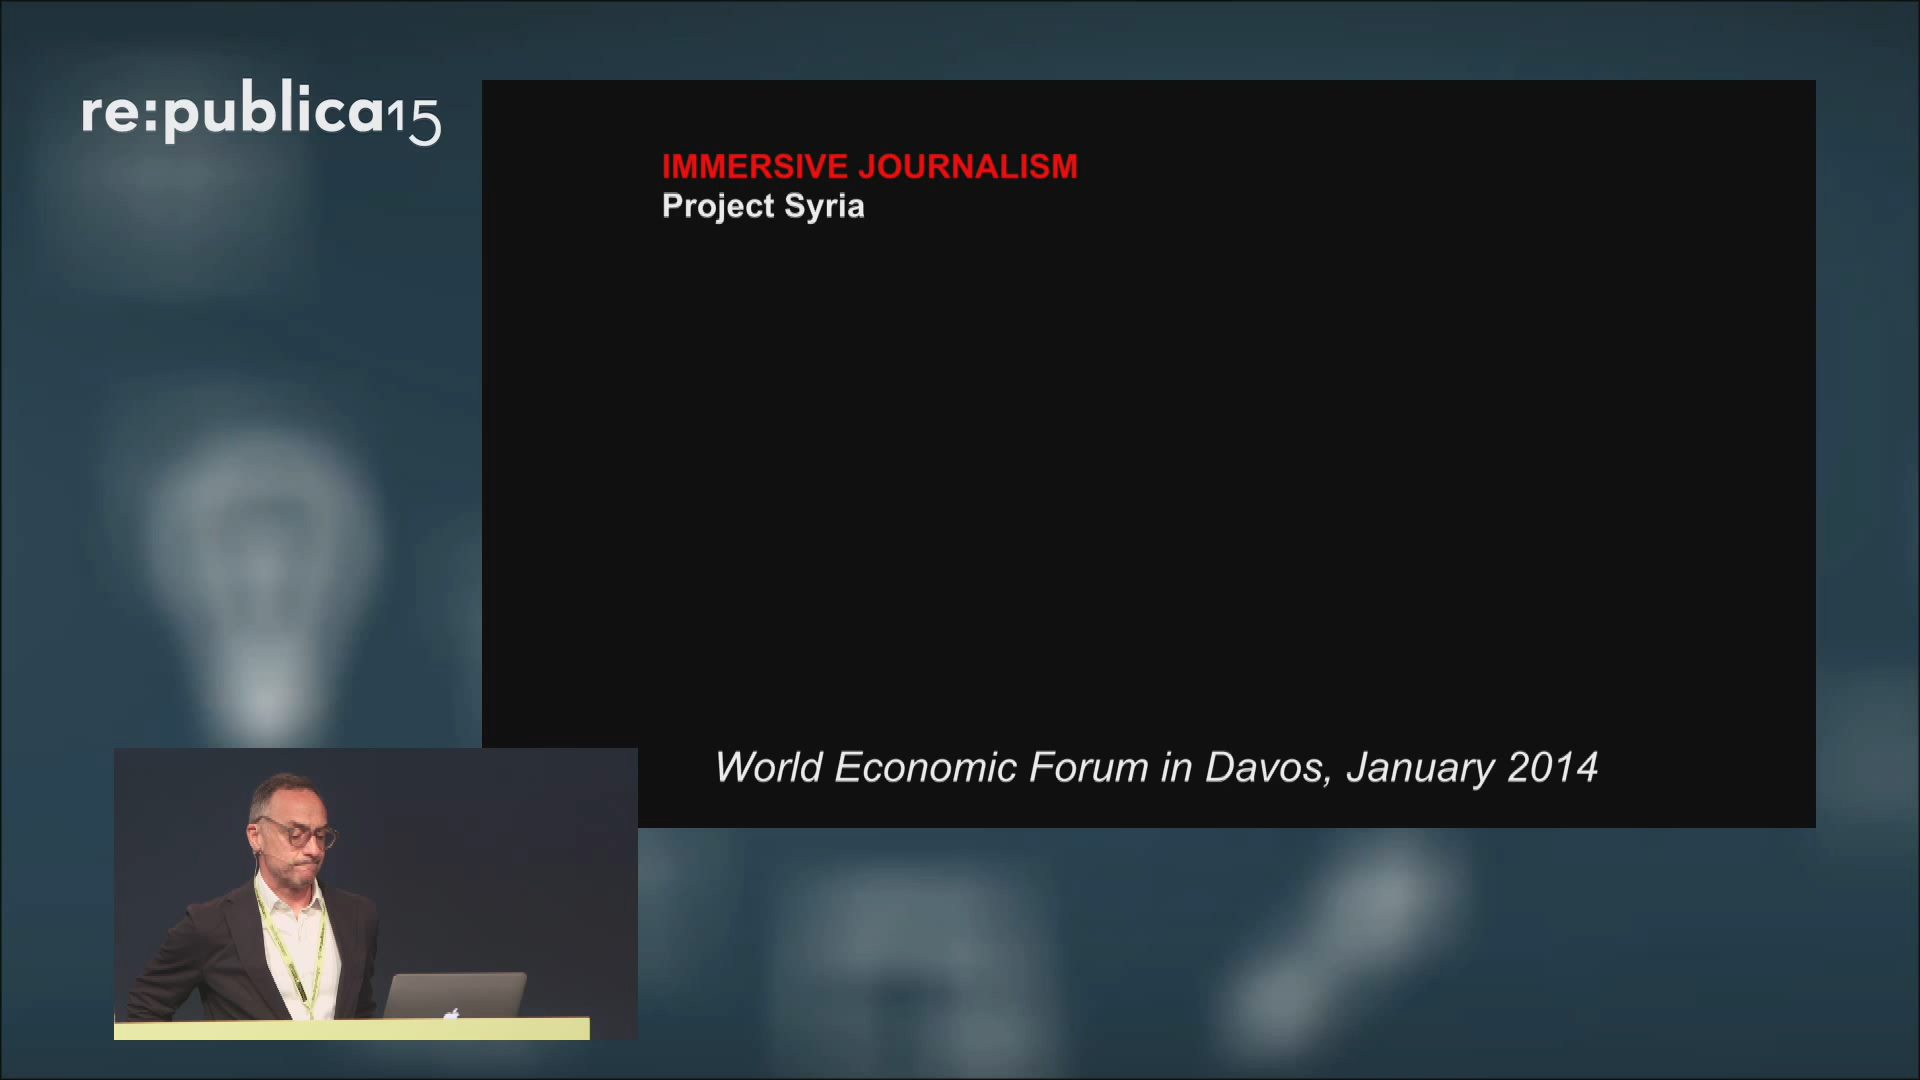 re:publica15
IMMERSIVE JOURNALISM
Project Syria
World Economic Forum in Davos, January 2014